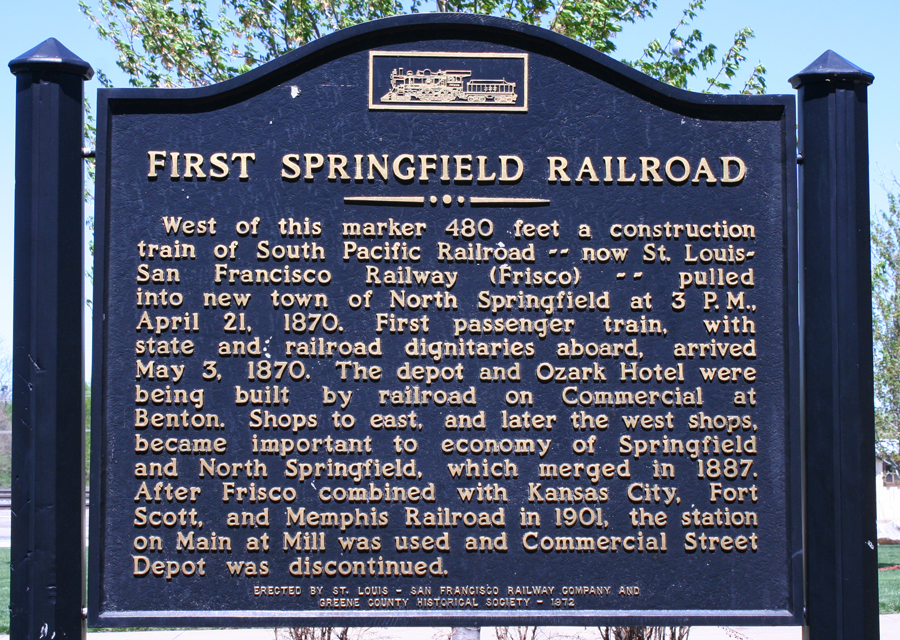 FIRST SPRINGFIELD RAILROAD
West of this marker 480 feet a construction
train of South Pacific Railroad -- now St. Louis-
San Francisco Railway (Frisco) -- pulled
into new town of North Springfield at 3 P.M.,
April 21, 1870. First passenger train, with
state and railroad dignitaries aboard, arrived
May 3, 1870. The depot and Ozark Hotel were
being built by railroad on Commercial at
Benton. Shops to east, and later the west shops,
became important to economy of Springfield
and North Springfield, which merged in 1887.
After Frisco combined with Kansas City, Fort
Scott, and Memphis Railroad in 1901, the station
on Main at Mill was used and Commercial Street
Depot was discontinued.
ERECTED BY ST. LOUIS - SAN FRANCISCO RAILWAY COMPANY AND
GREENE COUNTY HISTORICAL SOCIETY - 1972